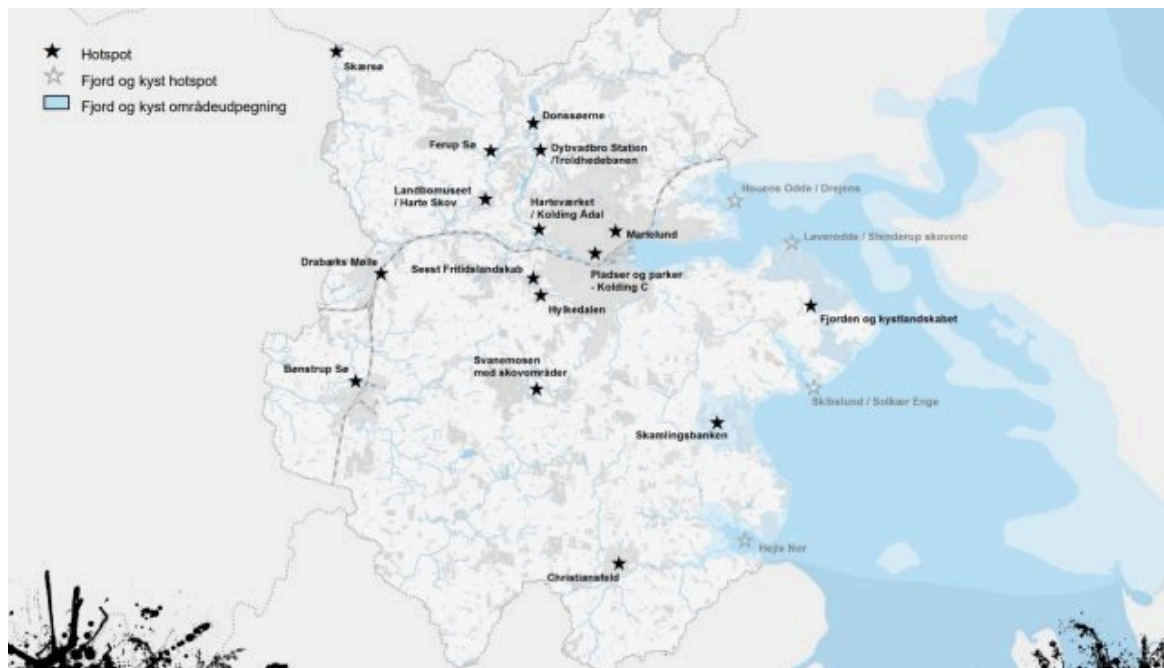 Hotspot
Fjord og kyst hotspot
Fjord og kyst områdeudpegning
Skærsø
Donssøerne
Ferup Sø
Dybvadbro Station
/Troldhedebanen
Landbomuseet
/ Harte Skov
Harteværket
/ Kolding Ådal
Houens Odde / Drejens
Marielund
Løverodde / Stenderup skovene
Drabæks Mølle
Seest Fritidslandskab
Pladser og parker
- Kolding C
Hylkedalen
Fjorden og kystlandskabet
Bønstrup Sø
Svanemosen
med skovområder
Skibelund / Solkær Enge
Skamlingsbanken
Hejls Nor
Christiansfeld